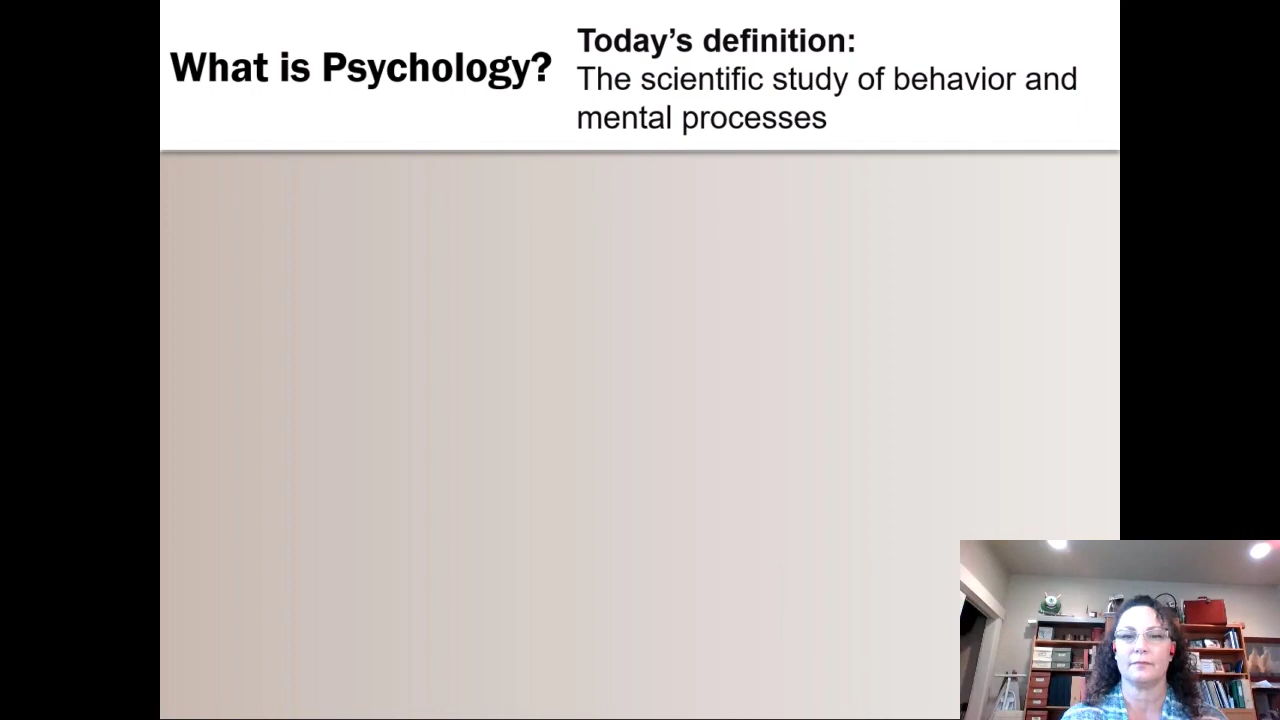 What is Psychology?
Today’s definition:
The scientific study of behavior and
mental processes